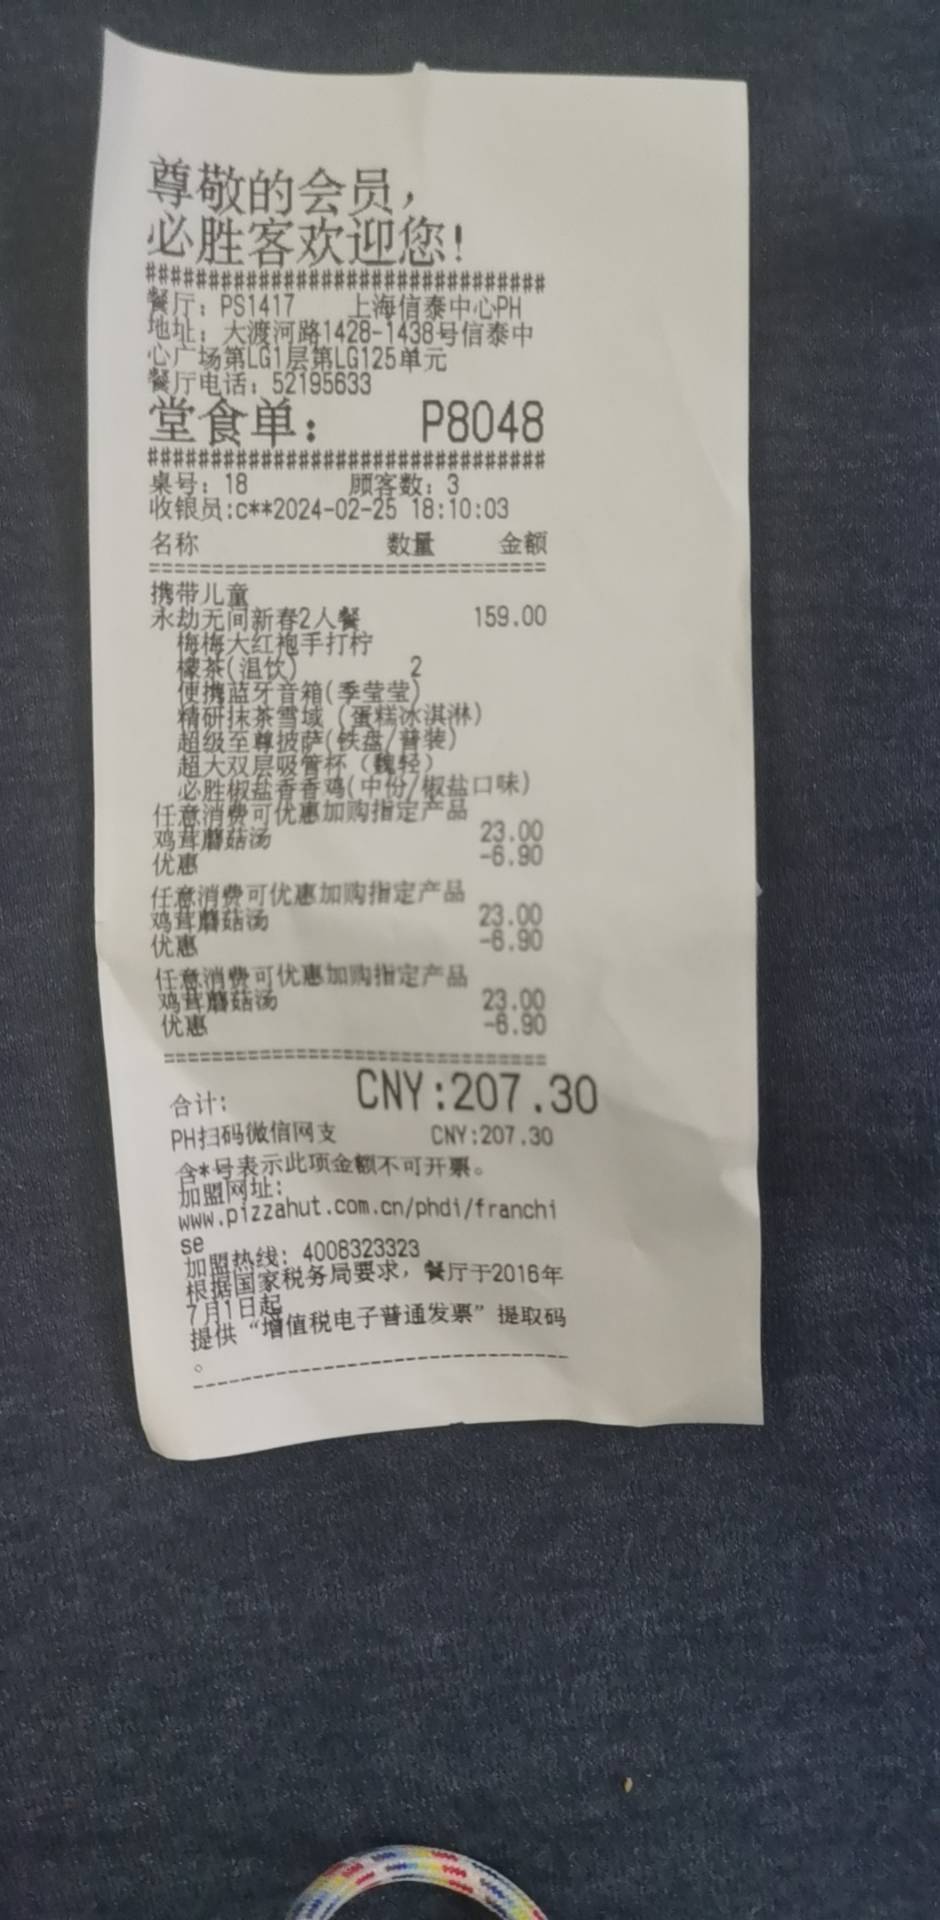 尊敬的会员，
必胜客欢迎您!
################################
餐厅: PS1417 上海信泰中心PH
地址: 大渡河路1428-1438号信泰中
心广场第LG1层第LG125单元
餐厅电话: 52195633
堂食单: P8048
################################
桌号: 18 顾客数: 3
收银员:c**2024-02-25 18:10:03
名称 数量 金额
================================
携带儿童
永劫无间新春2人餐 159.00
梅梅大红袍手打柠
檬茶(温饮) 2
便携蓝牙音箱(季莹莹)
精研抹茶雪域（蛋糕冰淇淋）
超级至尊披萨(铁盘/普装)
超大双层吸管杯（魏轻）
必胜椒盐香香鸡(中份/椒盐口味)
任意消费可优惠加购指定产品
鸡茸蘑菇汤 23.00
优惠 -6.90
任意消费可优惠加购指定产品
鸡茸蘑菇汤 23.00
优惠 -6.90
任意消费可优惠加购指定产品
鸡茸蘑菇汤 23.00
优惠 -6.90
================================
合计: CNY:207.30
PH扫码微信网支 CNY:207.30
含*号表示此项金额不可开票。
加盟网址:
www.pizzahut.com.cn/phdi/franchi
se
加盟热线: 4008323323
根据国家税务局要求，餐厅于2016年
7月1日起
提供“增值税电子普通发票”提取码
。
--------------------------------